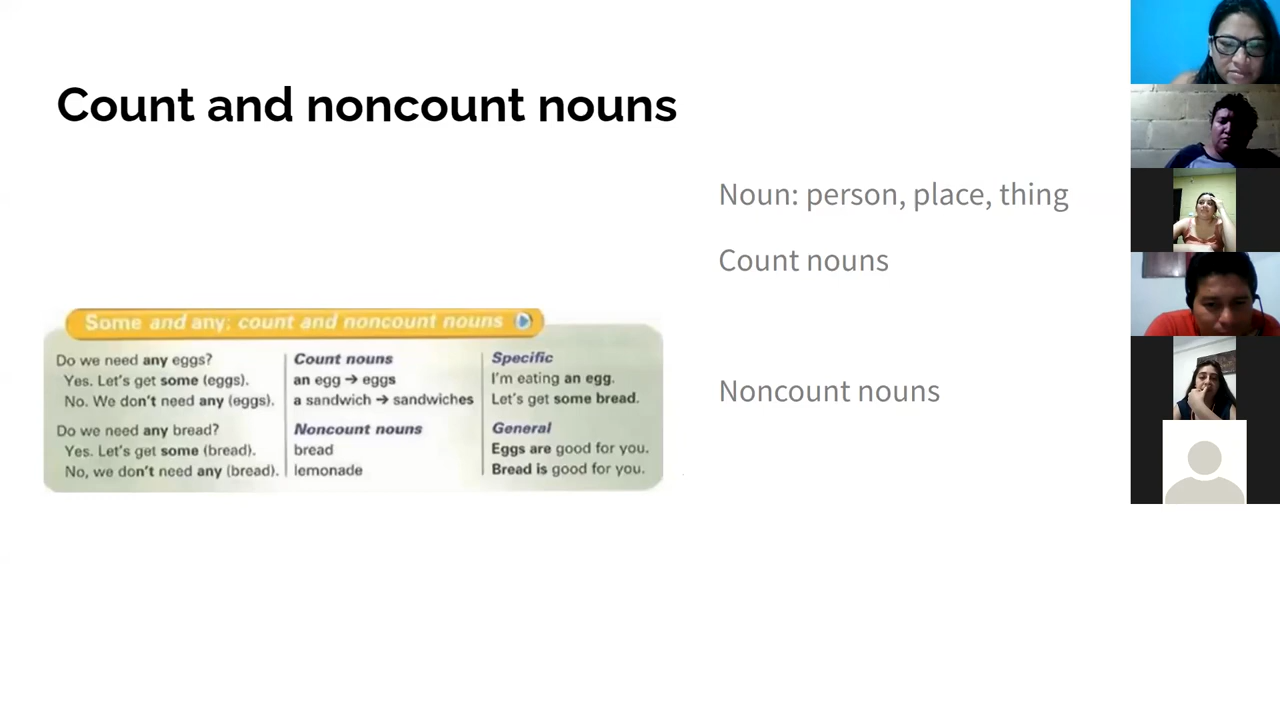 Count and noncount nouns
Noun: person, place, thing
Count nouns
Noncount nouns
Some and any; count and noncount nouns
Do we need any eggs?
Yes. Let's get some (eggs).
No. We don't need any (eggs).
Do we need any bread?
Yes. Let's get some (bread).
No, we don't need any (bread).
Count nouns
an egg → eggs
a sandwich → sandwiches
Noncount nouns
bread
lemonade
Specific
I'm eating an egg.
Let's get some bread.
General
Eggs are good for you.
Bread is good for you.